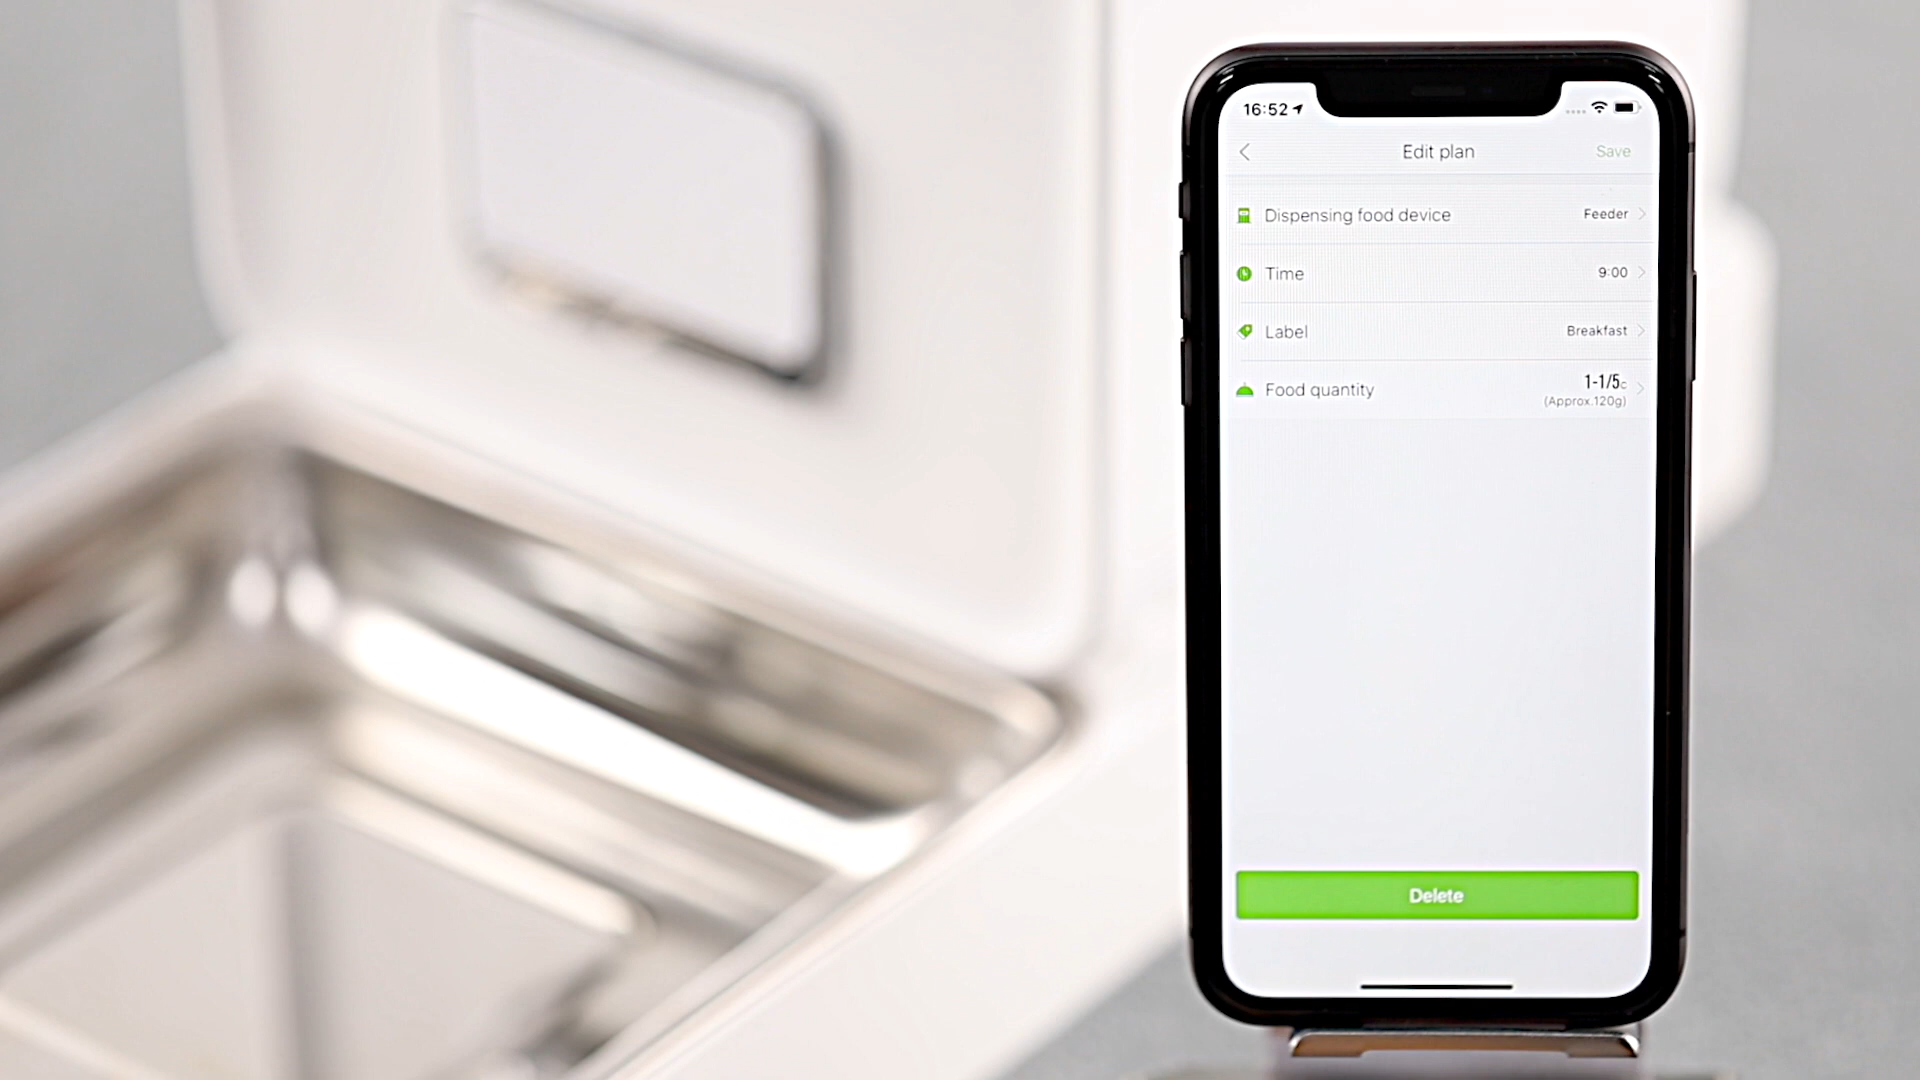 16:52
Edit plan Save
Dispensing food device Feeder
Time 9:00
Label Breakfast
Food quantity 1-1/5c
(Approx.120g)
Delete